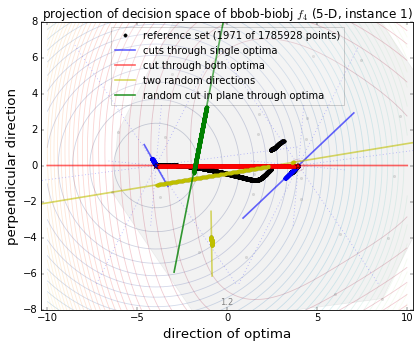 projection of decision space of bbob-biobj f₄ (5-D, instance 1)
reference set (1971 of 1785928 points)
cuts through single optima
cut through both optima
two random directions
random cut in plane through optima
perpendicular direction
8
6
4
2
0
−2
−4
−6
−8
1.2
−10
−5
0
5
10
direction of optima